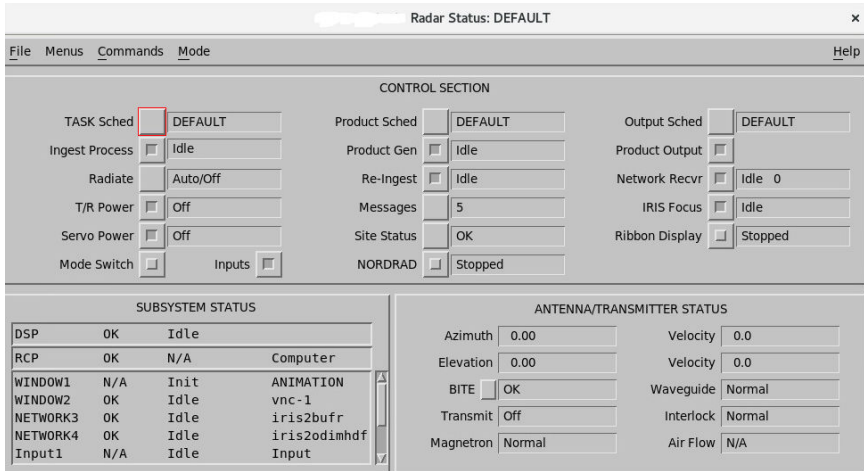 Radar Status: DEFAULT ×
File Menus Commands Mode Help
CONTROL SECTION
TASK Sched DEFAULT Product Sched DEFAULT Output Sched DEFAULT
Ingest Process Idle Product Gen Idle Product Output
Radiate Auto/Off Re-Ingest Idle Network Recvr Idle 0
T/R Power Off Messages 5 IRIS Focus Idle
Servo Power Off Site Status OK Ribbon Display Stopped
Mode Switch Inputs NORDRAD Stopped
SUBSYSTEM STATUS
DSP OK Idle
RCP OK N/A Computer
WINDOW1 N/A Init ANIMATION
WINDOW2 OK Idle vnc-1
NETWORK3 OK Idle iris2bufr
NETWORK4 OK Idle iris2odimhdf
Input1 N/A Idle Input
ANTENNA/TRANSMITTER STATUS
Azimuth 0.00 Velocity 0.0
Elevation 0.00 Velocity 0.0
BITE OK Waveguide Normal
Transmit Off Interlock Normal
Magnetron Normal Air Flow N/A